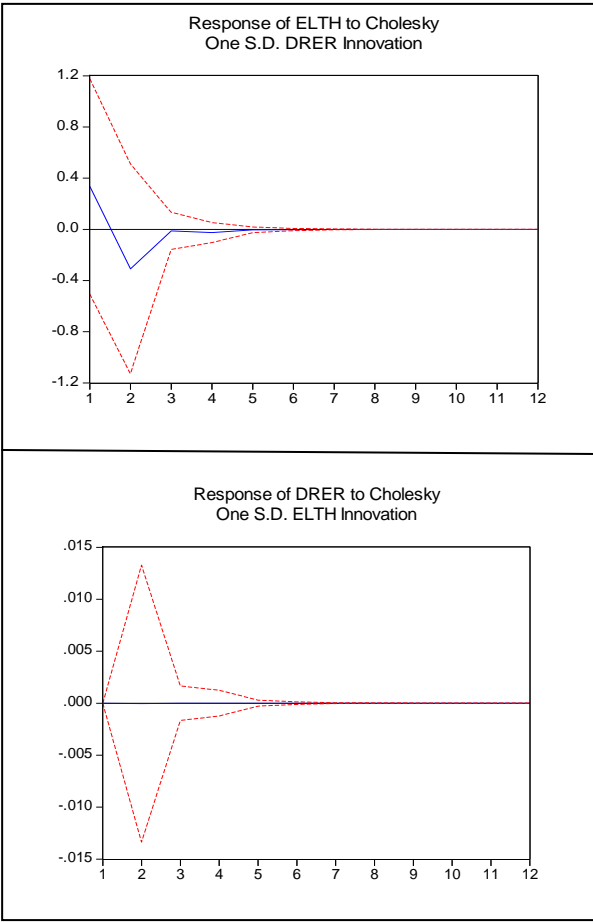 Response of ELTH to Cholesky
One S.D. DRER Innovation
1.2
0.8
0.4
0.0
-0.4
-0.8
-1.2
1 2 3 4 5 6 7 8 9 10 11 12
Response of DRER to Cholesky
One S.D. ELTH Innovation
.015
.010
.005
.000
-.005
-.010
-.015
1 2 3 4 5 6 7 8 9 10 11 12